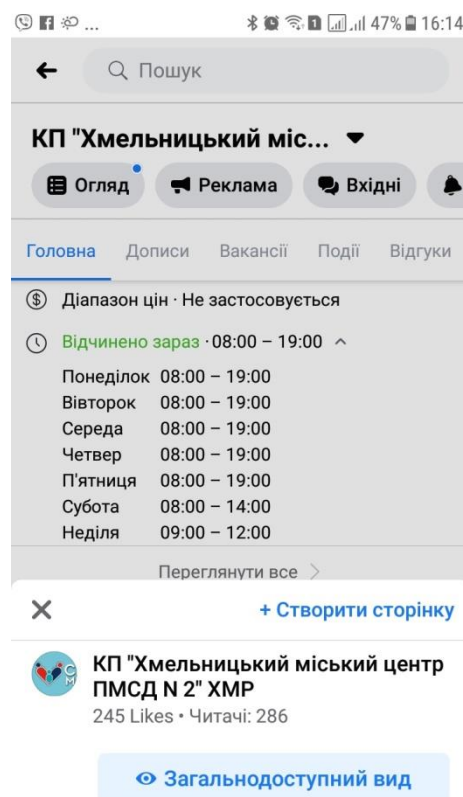 ... 47% 16:14
Пошук
КП "Хмельницький міс...
Огляд Реклама Вхідні
Головна Дописи Вакансії Події Відгуки
Діапазон цін · Не застосовується
Відчинено зараз · 08:00 – 19:00
Понеділок 08:00 – 19:00
Вівторок 08:00 – 19:00
Середа 08:00 – 19:00
Четвер 08:00 – 19:00
П'ятниця 08:00 – 19:00
Субота 08:00 – 14:00
Неділя 09:00 – 12:00
Переглянути все
+ Створити сторінку
КП "Хмельницький міський центр
ПМСД N 2" ХМР
245 Likes • Читачі: 286
Загальнодоступний вид